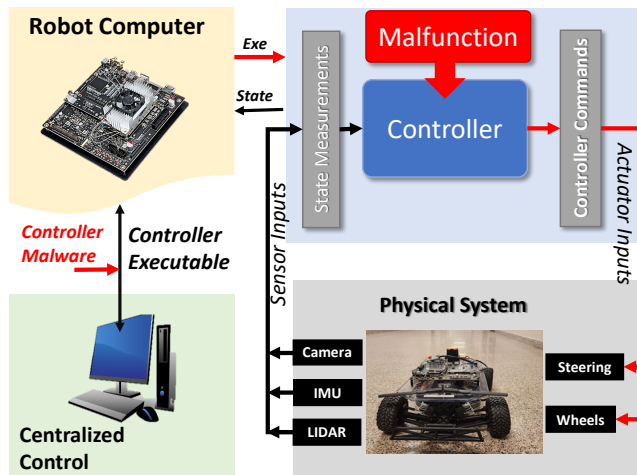 Robot Computer
Exe
State
Controller
Malware
Controller
Executable
Centralized
Control
Malfunction
Controller
State Measurements
Controller Commands
Sensor Inputs
Actuator Inputs
Physical System
Camera
IMU
LIDAR
Steering
Wheels